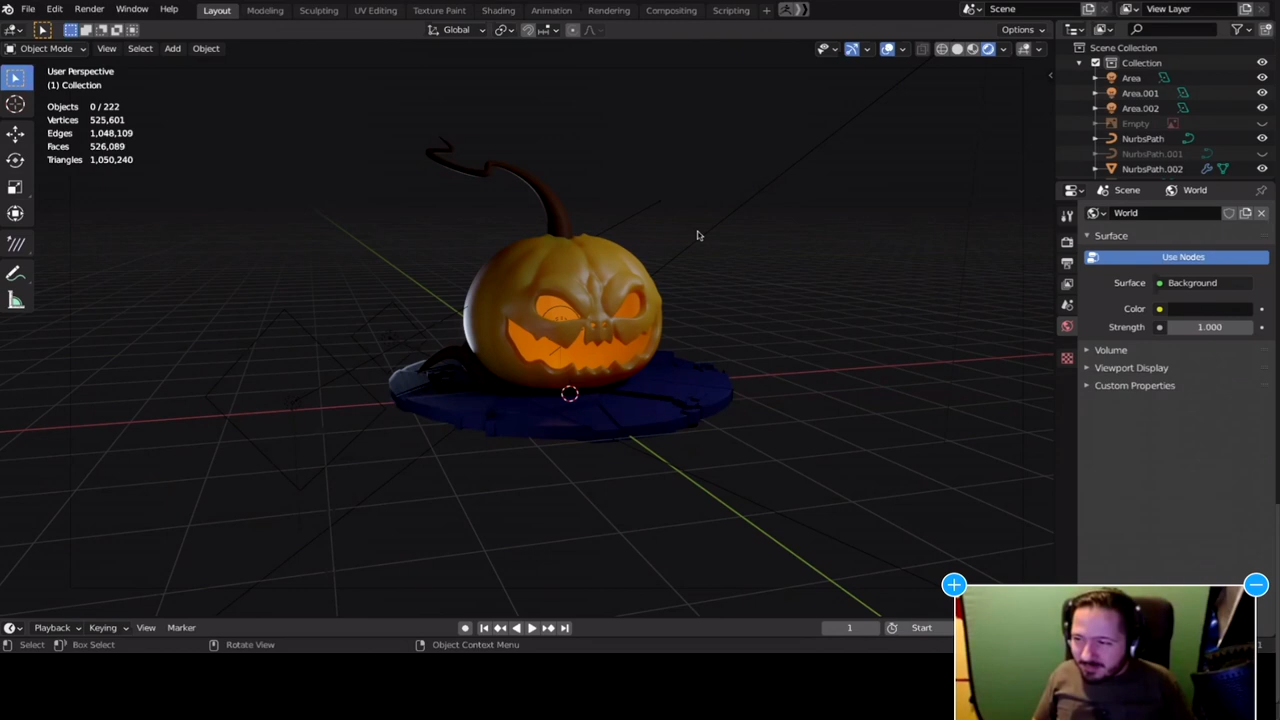 File Edit Render Window Help Layout Modeling Sculpting UV Editing Texture Paint Shading Animation Rendering Compositing Scripting + Scene View Layer
Global Options
Object Mode View Select Add Object
Scene Collection
Collection
Area
Area.001
Area.002
Empty
NurbsPath
NurbsPath.001
NurbsPath.002
User Perspective
(1) Collection
Objects 0 / 222
Vertices 525,601
Edges 1,048,109
Faces 526,089
Triangles 1,050,240
Scene World
World
Surface
Use Nodes
Surface Background
Color
Strength 1.000
Volume
Viewport Display
Custom Properties
Playback Keying View Marker 1 Start
Select Box Select Rotate View Object Context Menu